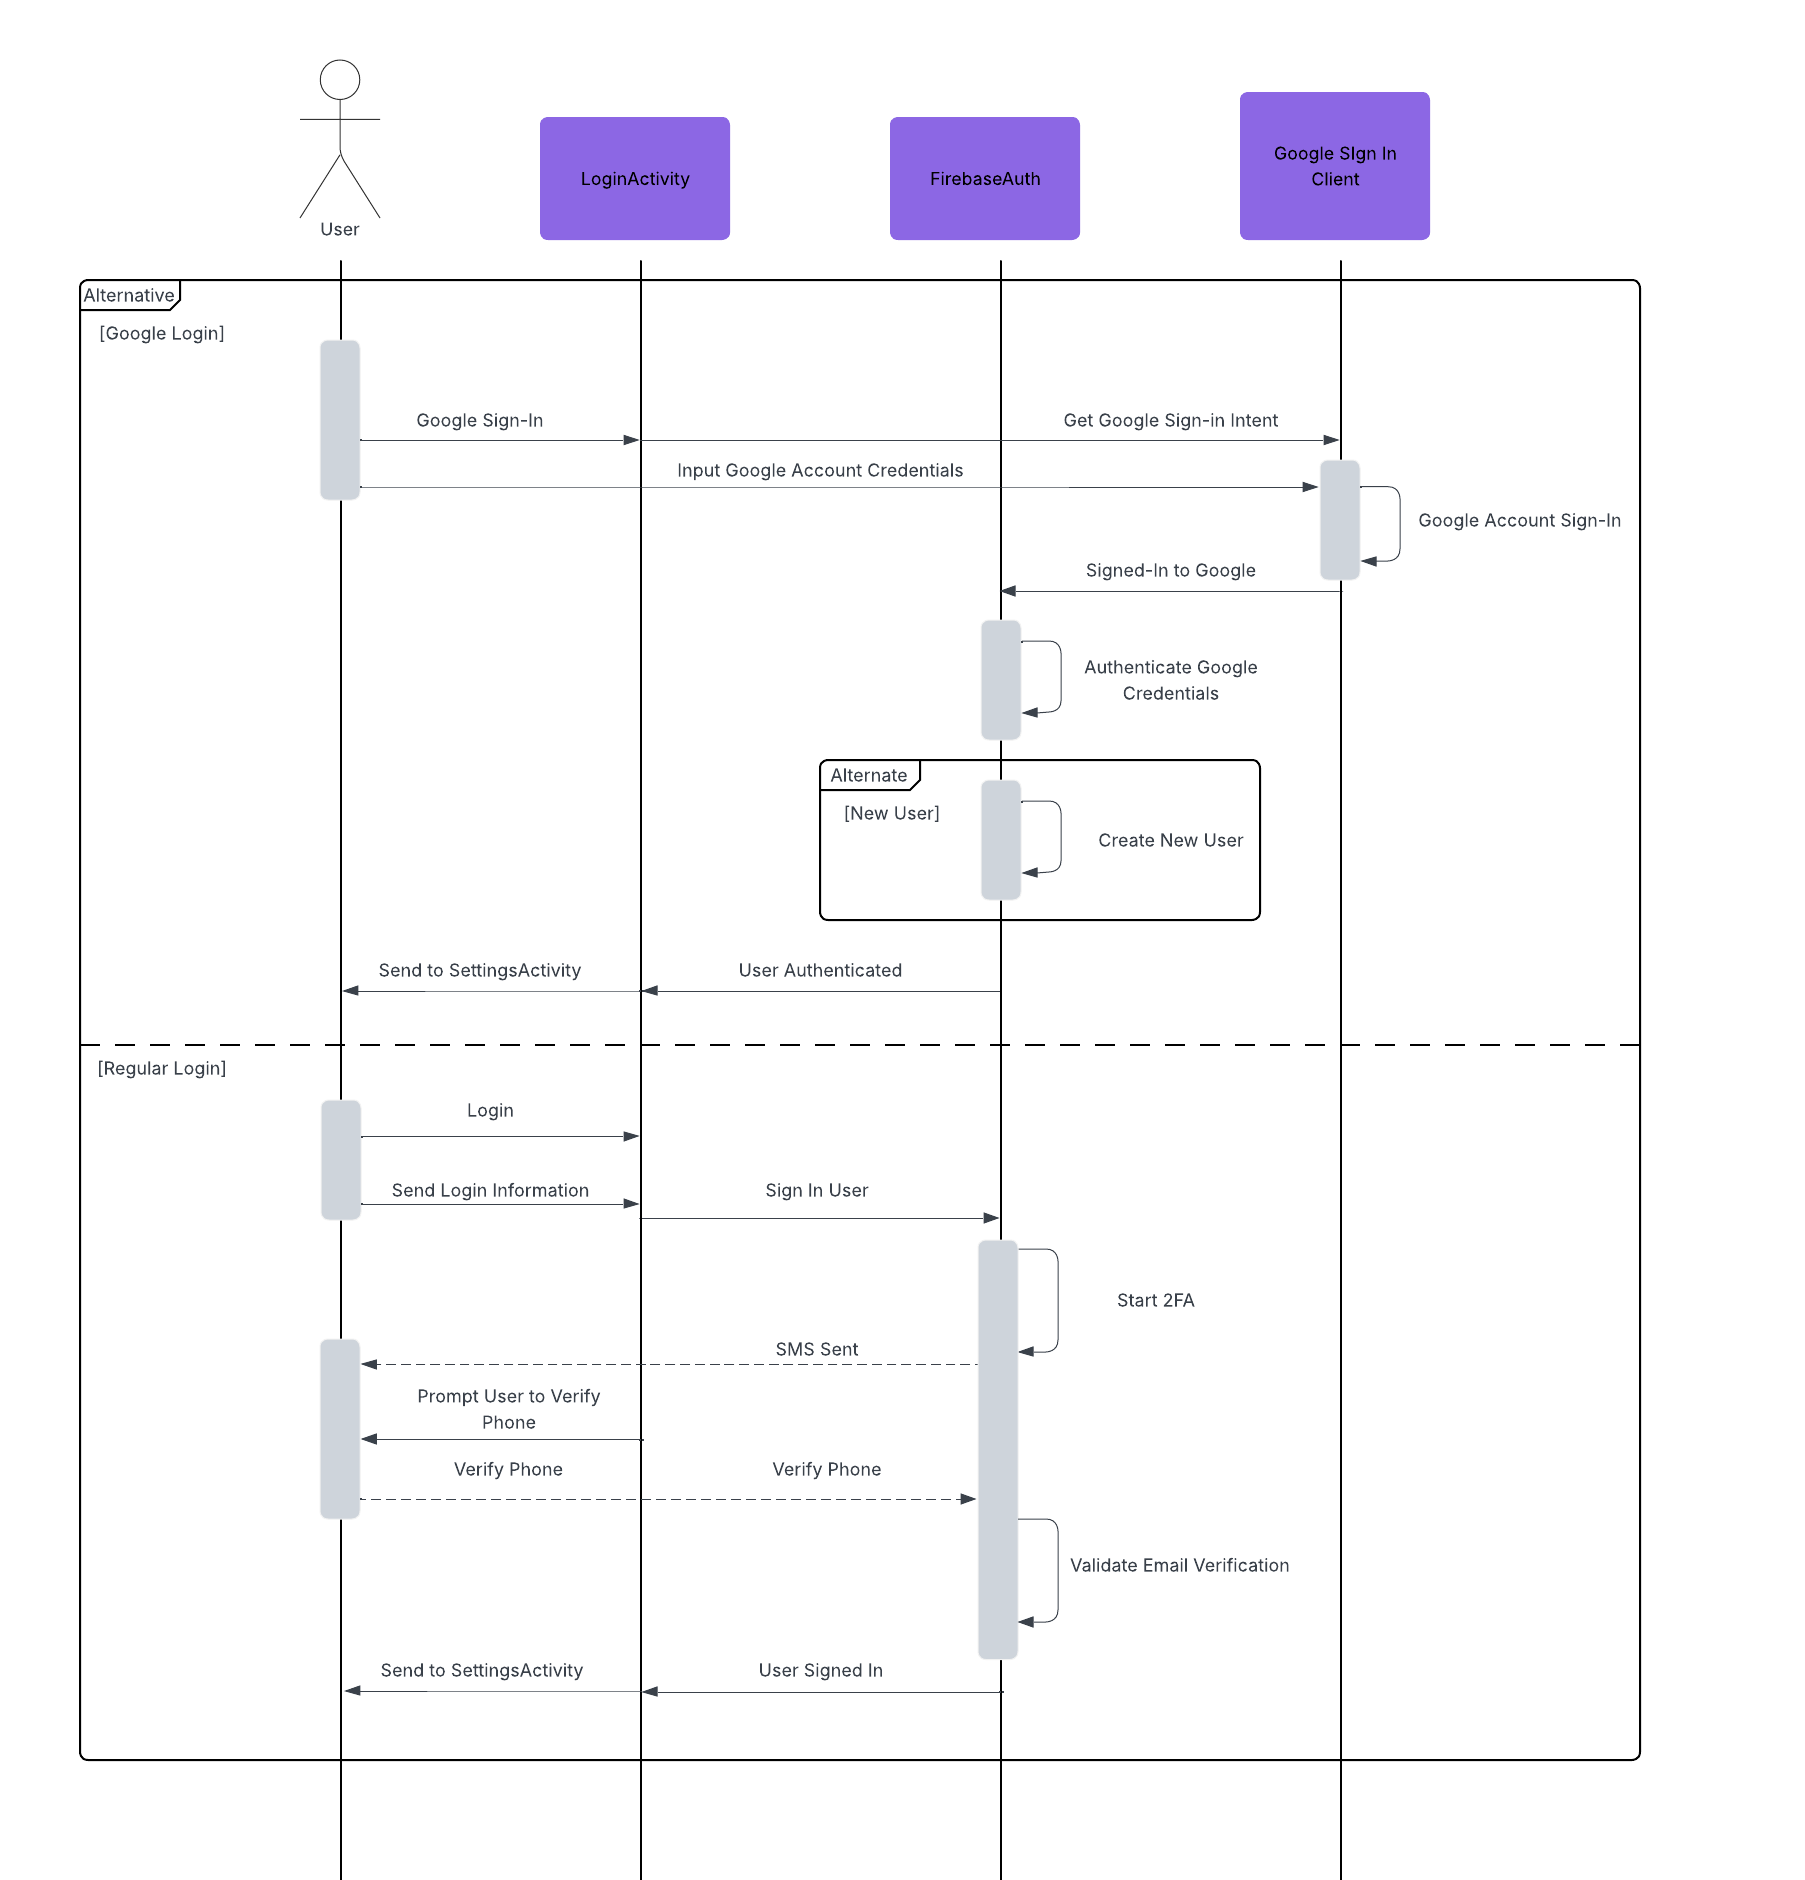 User
LoginActivity
FirebaseAuth
Google SIgn In
Client
Alternative
[Google Login]
Google Sign-In
Get Google Sign-in Intent
Input Google Account Credentials
Google Account Sign-In
Signed-In to Google
Authenticate Google
Credentials
Alternate
[New User]
Create New User
Send to SettingsActivity
User Authenticated
[Regular Login]
Login
Send Login Information
Sign In User
Start 2FA
SMS Sent
Prompt User to Verify
Phone
Verify Phone
Verify Phone
Validate Email Verification
Send to SettingsActivity
User Signed In